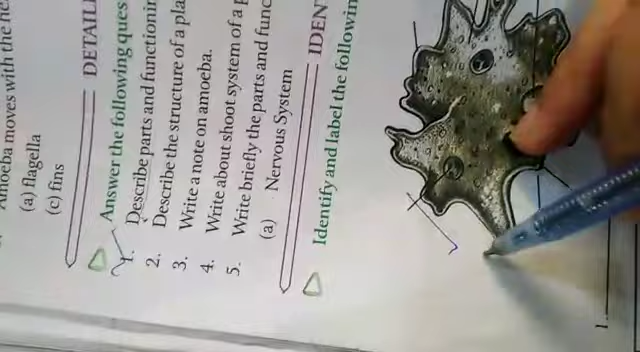 Amoeba moves with the
(a) flagella
(c) fins
DETAIL
Answer the following ques
1. Describe parts and functionin
2. Describe the structure of a pla
3. Write a note on amoeba.
4. Write about shoot system of a p
5. Write briefly the parts and func
(a) Nervous System
IDEN
Identify and label the followin
1.